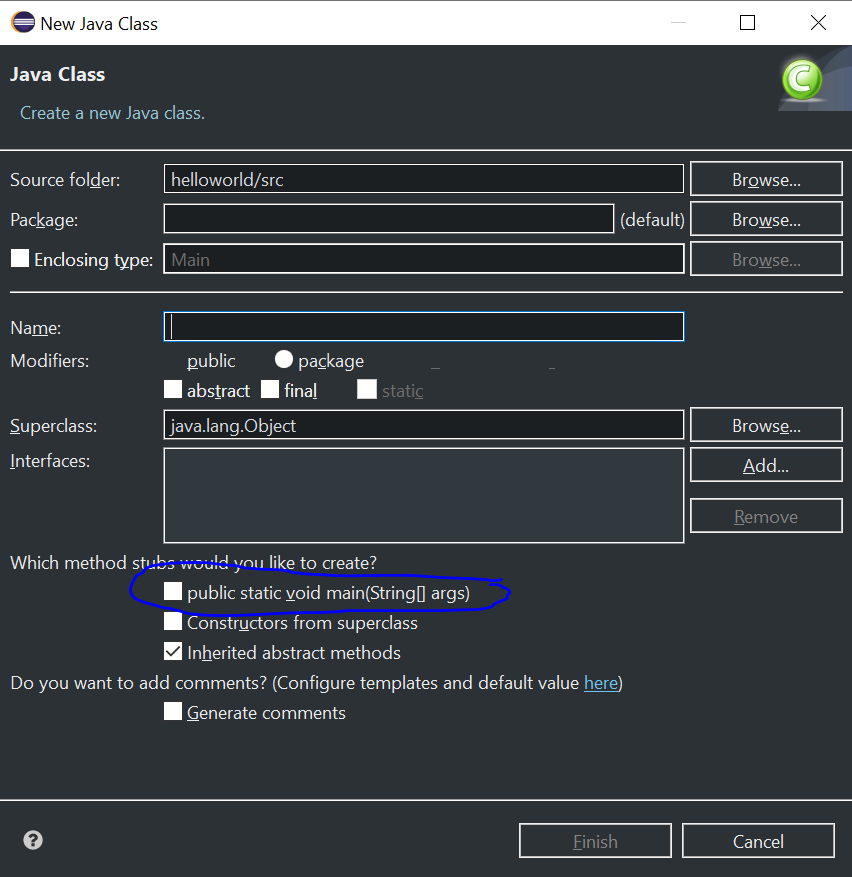 New Java Class
Java Class
Create a new Java class.
Source folder: helloworld/src Browse...
Package: (default) Browse...
Enclosing type: Main Browse...
Name:
Modifiers: public package
abstract final static
Superclass: java.lang.Object Browse...
Interfaces: Add...
Remove
Which method stubs would you like to create?
public static void main(String[] args)
Constructors from superclass
Inherited abstract methods
Do you want to add comments? (Configure templates and default value here)
Generate comments
? Finish Cancel